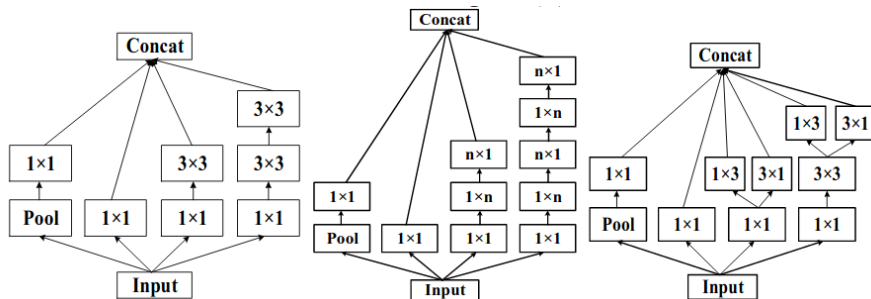 Concat
3×3
1×1 3×3 3×3
Pool 1×1 1×1 1×1
Input
Concat
n×1
1×n
n×1 n×1
1×1 1×n 1×n
Pool 1×1 1×1 1×1
Input
Concat
1×3 3×1
1×1 1×3 3×1 3×3
Pool 1×1 1×1 1×1
Input